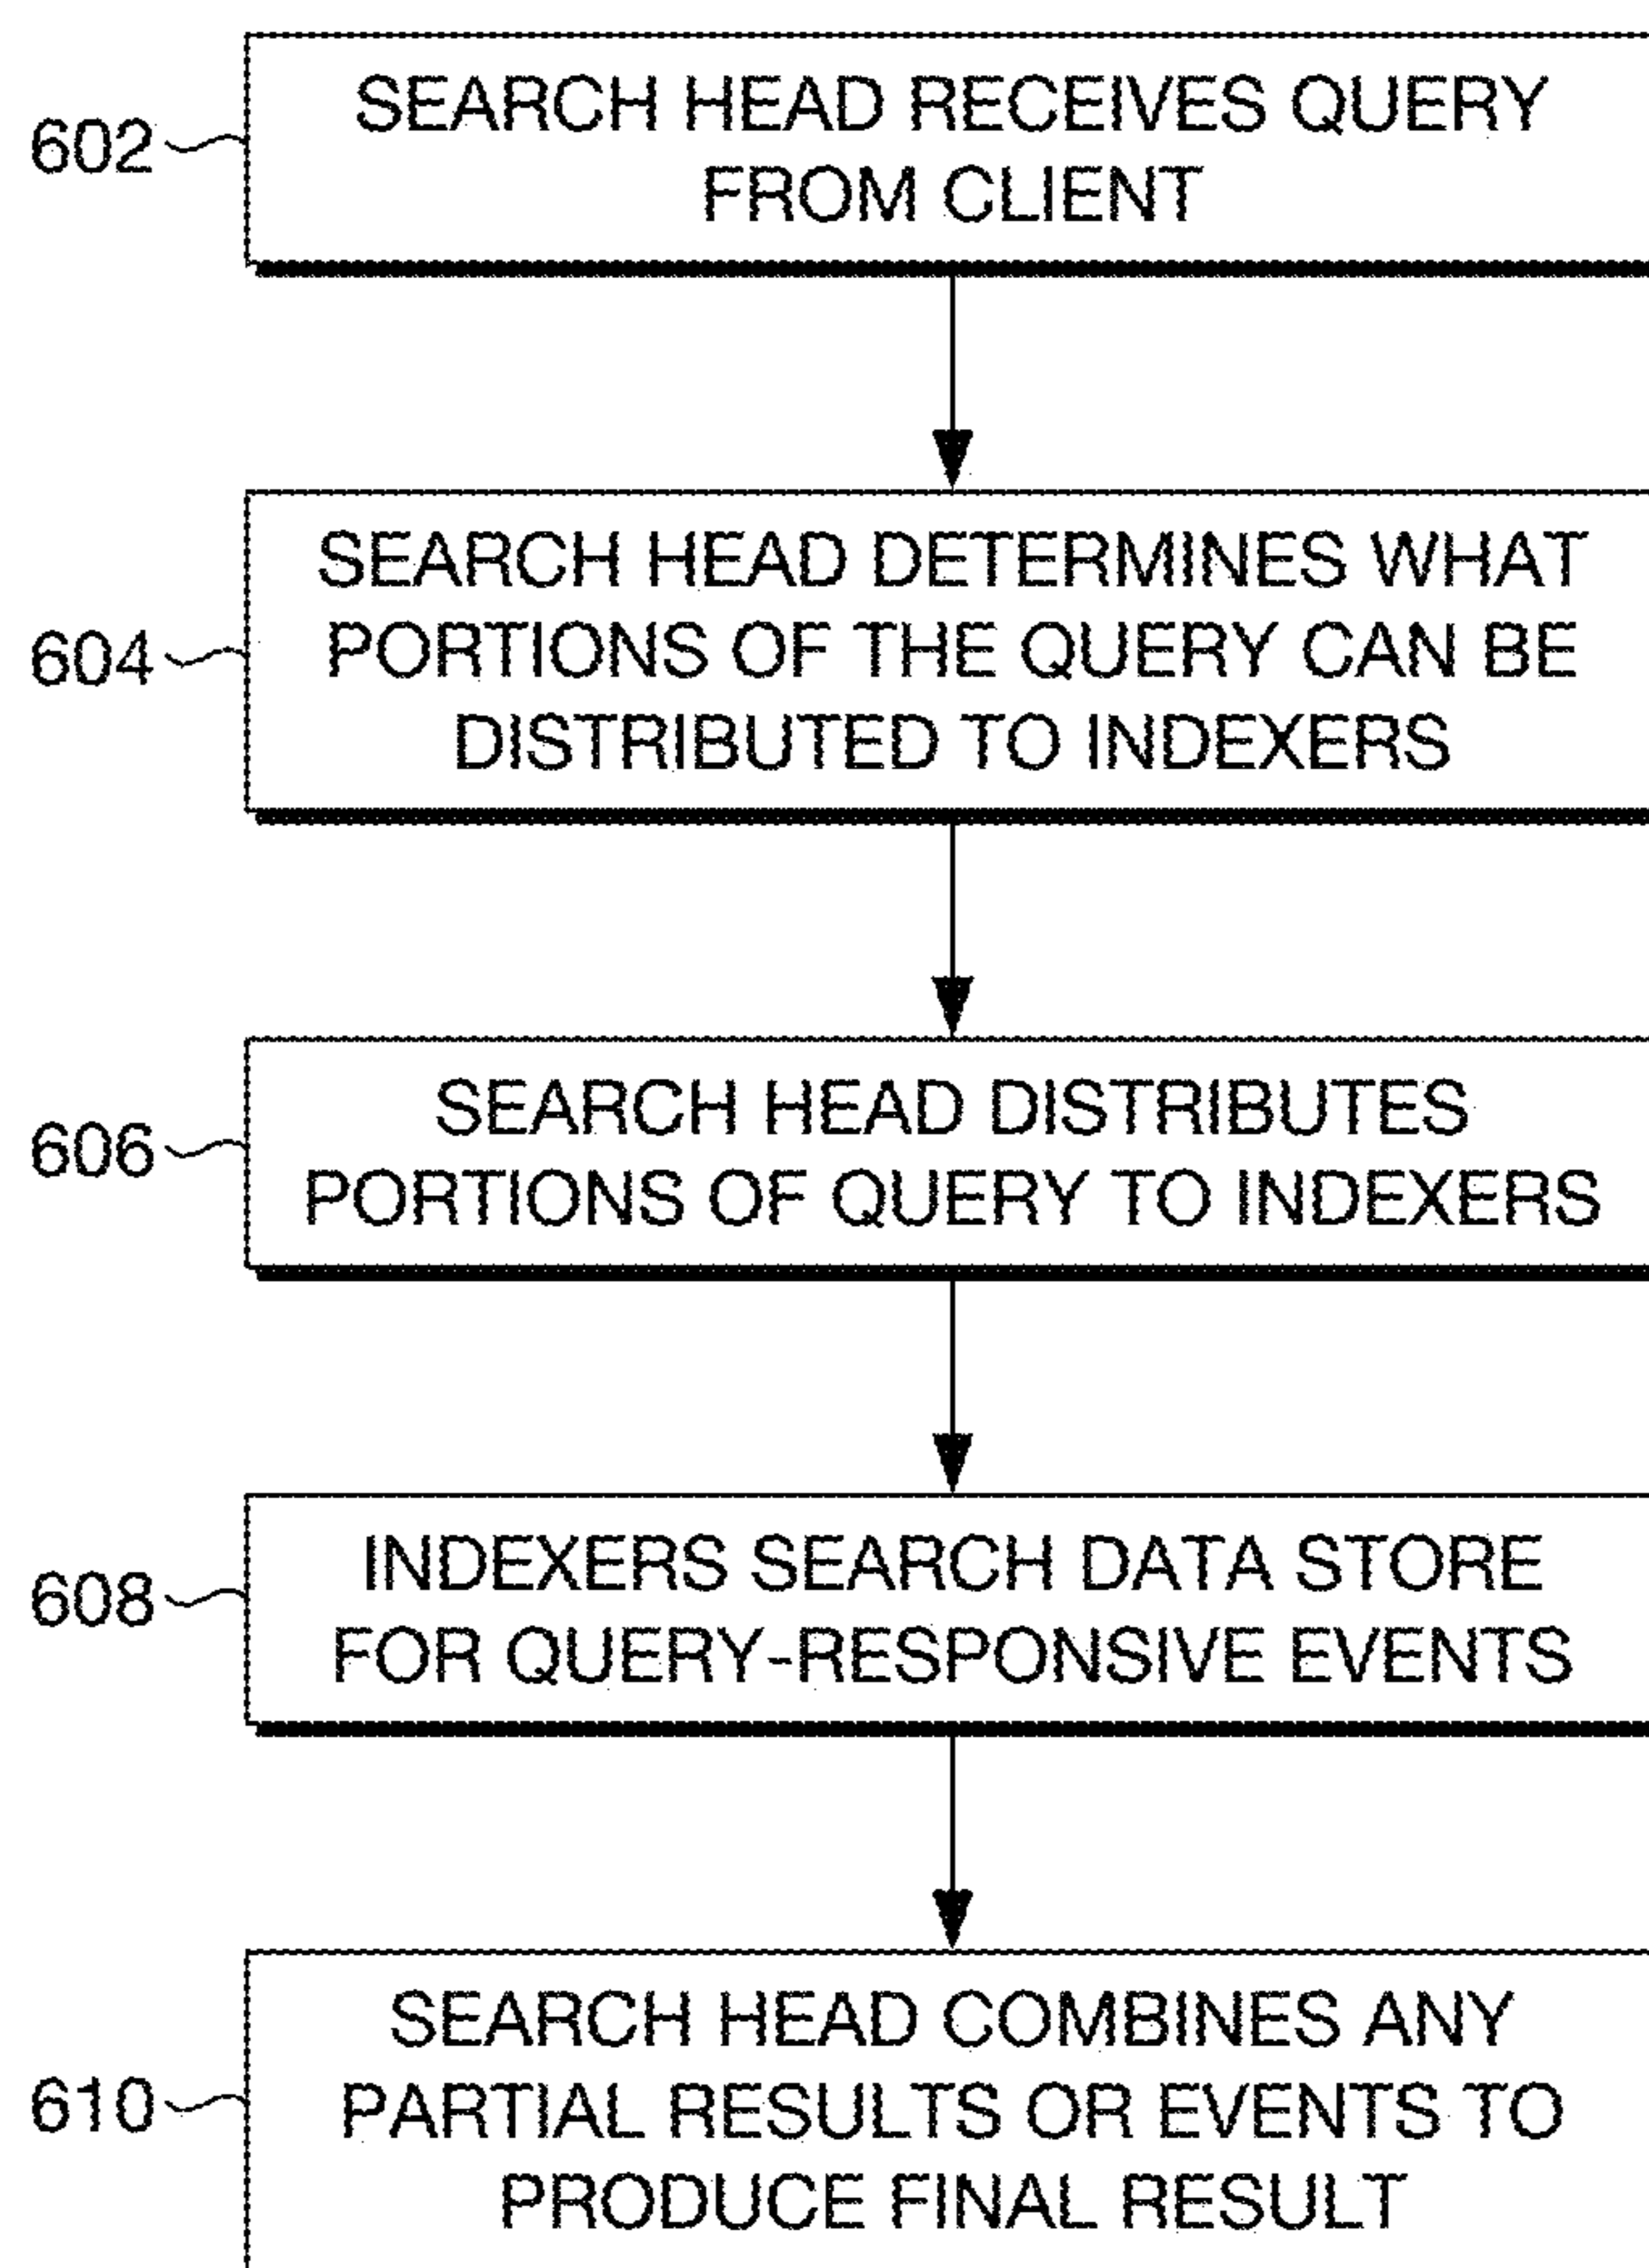 602
SEARCH HEAD RECEIVES QUERY
FROM CLIENT
604
SEARCH HEAD DETERMINES WHAT
PORTIONS OF THE QUERY CAN BE
DISTRIBUTED TO INDEXERS
606
SEARCH HEAD DISTRIBUTES
PORTIONS OF QUERY TO INDEXERS
608
INDEXERS SEARCH DATA STORE
FOR QUERY-RESPONSIVE EVENTS
610
SEARCH HEAD COMBINES ANY
PARTIAL RESULTS OR EVENTS TO
PRODUCE FINAL RESULT